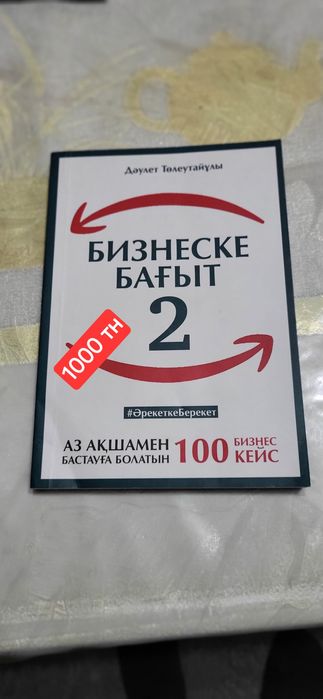 Дәулет Төлеутайұлы
БИЗНЕСКЕ
БАҒЫТ
2
1000 ТН
#ӘрекеткеБерекет
АЗ АҚШАМЕН
БАСТАУҒА БОЛАТЫН
100
БИЗНЕС
КЕЙС